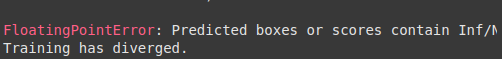 FloatingPointError: Predicted boxes or scores contain Inf/
Training has diverged.